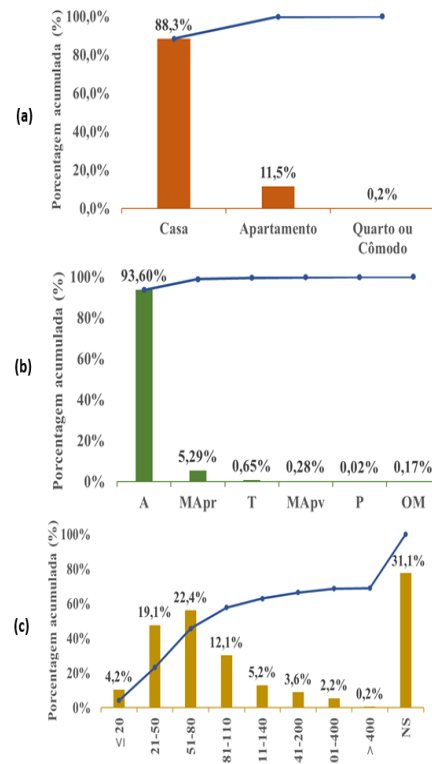 (a)
Porcentagem acumulada (%)
100,0%
80,0%
60,0%
40,0%
20,0%
0,0%
88,3%
11,5%
0,2%
Casa
Apartamento
Quarto ou
Cômodo
(b)
Porcentagem acumulada (%)
100%
80%
60%
40%
20%
0%
93,60%
5,29%
0,65%
0,28%
0,02%
0,17%
A
MApr
T
MApv
P
OM
(c)
Porcentagem acumulada (%)
100%
80%
60%
40%
20%
0%
4,2%
19,1%
22,4%
12,1%
5,2%
3,6%
2,2%
0,2%
31,1%
≤ 20
21-50
51-80
81-110
11-140
41-200
01-400
> 400
NS